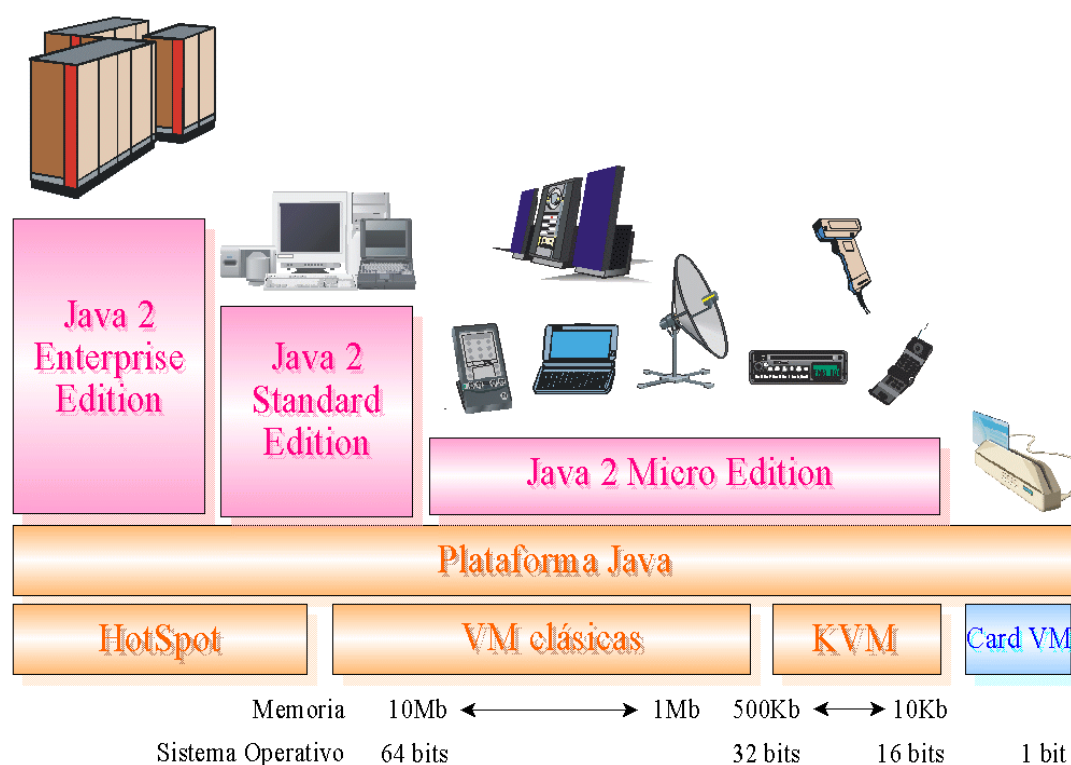 Java 2
Enterprise
Edition
Java 2
Standard
Edition
Java 2 Micro Edition
Plataforma Java
HotSpot
VM clásicas
KVM
Card VM
Memoria 10Mb 1Mb 500Kb 10Kb
Sistema Operativo 64 bits 32 bits 16 bits 1 bit